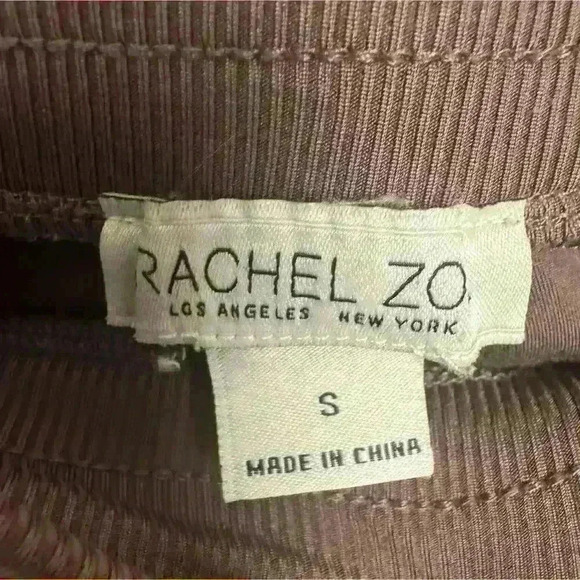 RACHEL ZO
LOS ANGELES NEW YORK
S
MADE IN CHINA